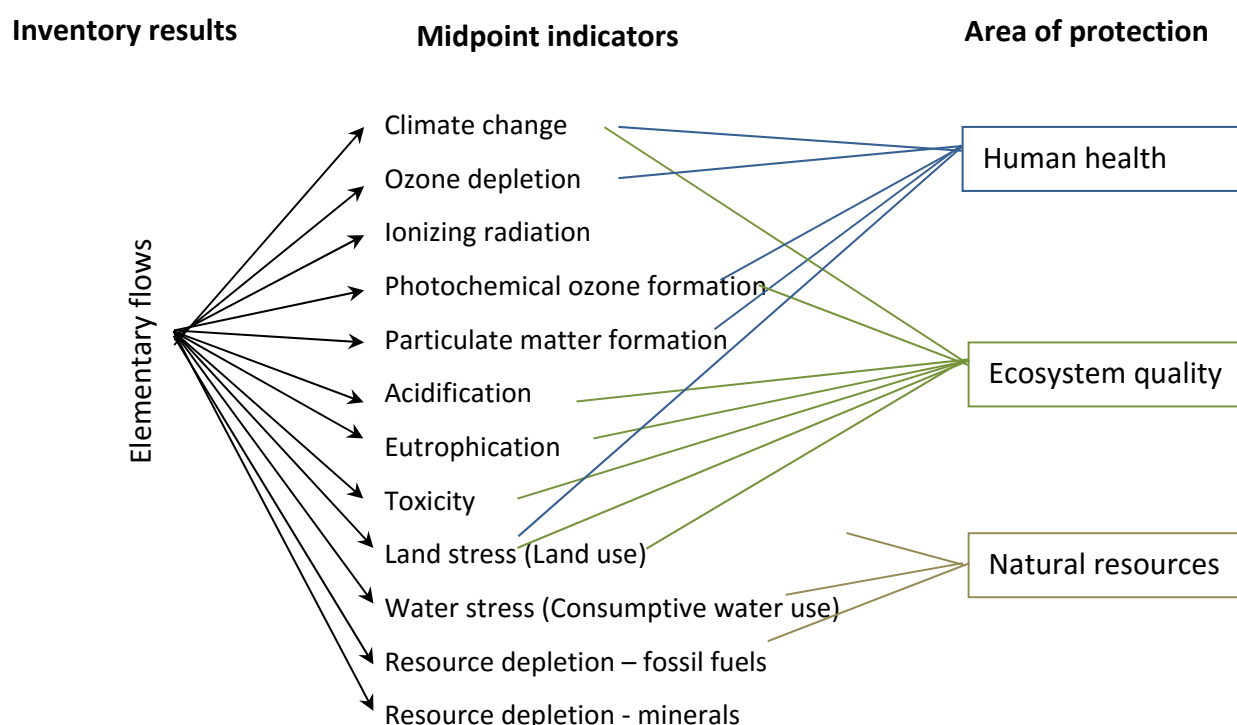 Inventory results
Midpoint indicators
Area of protection
Elementary flows
Climate change
Ozone depletion
Ionizing radiation
Photochemical ozone formation
Particulate matter formation
Acidification
Eutrophication
Toxicity
Land stress (Land use)
Water stress (Consumptive water use)
Resource depletion – fossil fuels
Resource depletion - minerals
Human health
Ecosystem quality
Natural resources